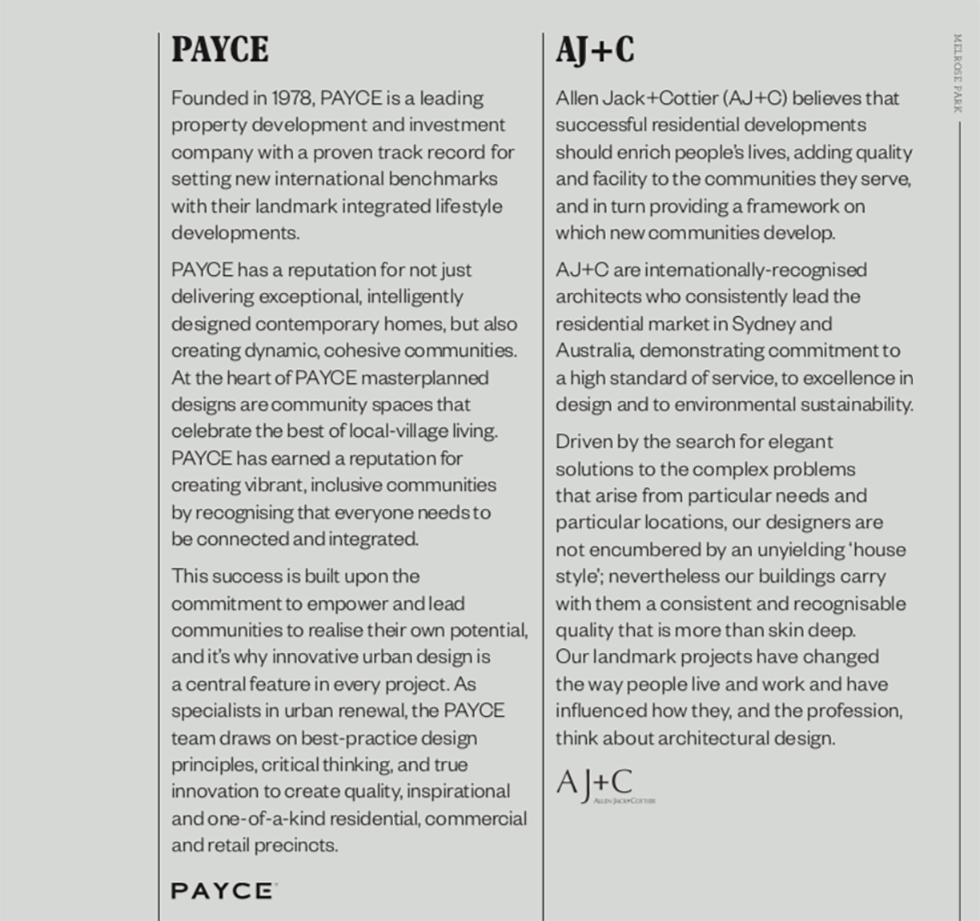 PAYCE
Founded in 1978, PAYCE is a leading
property development and investment
company with a proven track record for
setting new international benchmarks
with their landmark integrated lifestyle
developments.
PAYCE has a reputation for not just
delivering exceptional, intelligently
designed contemporary homes, but also
creating dynamic, cohesive communities.
At the heart of PAYCE masterplanned
designs are community spaces that
celebrate the best of local-village living.
PAYCE has earned a reputation for
creating vibrant, inclusive communities
by recognising that everyone needs to
be connected and integrated.
This success is built upon the
commitment to empower and lead
communities to realise their own potential,
and it's why innovative urban design is
a central feature in every project. As
specialists in urban renewal, the PAYCE
team draws on best-practice design
principles, critical thinking, and true
innovation to create quality, inspirational
and one-of-a-kind residential, commercial
and retail precincts.
PAYCE
AJ+C
Allen Jack+Cottier (AJ+C) believes that
successful residential developments
should enrich people's lives, adding quality
and facility to the communities they serve,
and in turn providing a framework on
which new communities develop.
AJ+C are internationally-recognised
architects who consistently lead the
residential market in Sydney and
Australia, demonstrating commitment to
a high standard of service, to excellence in
design and to environmental sustainability.
Driven by the search for elegant
solutions to the complex problems
that arise from particular needs and
particular locations, our designers are
not encumbered by an unyielding 'house
style'; nevertheless our buildings carry
with them a consistent and recognisable
quality that is more than skin deep.
Our landmark projects have changed
the way people live and work and have
influenced how they, and the profession,
think about architectural design.
AJ+C
ALLEN JACK+COTTIER
MELROSE PARK